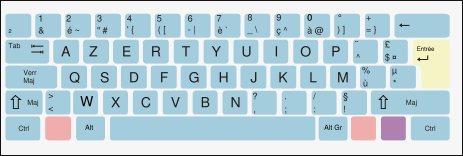 ² 1 & 2 é ~ 3 " # 4 ' { 5 ( [ 6 - | 7 è ` 8 _ \ 9 ç ^ 0 à @ ° ) ] + = } ←
Tab A Z E R T Y U I O P ¨ ^ £ $ ¤ Entrée
Verr Maj Q S D F G H J K L M % ù µ *
⇧ Maj > < W X C V B N ? , . ; / : § ! ⇧ Maj
Ctrl Alt Alt Gr Ctrl